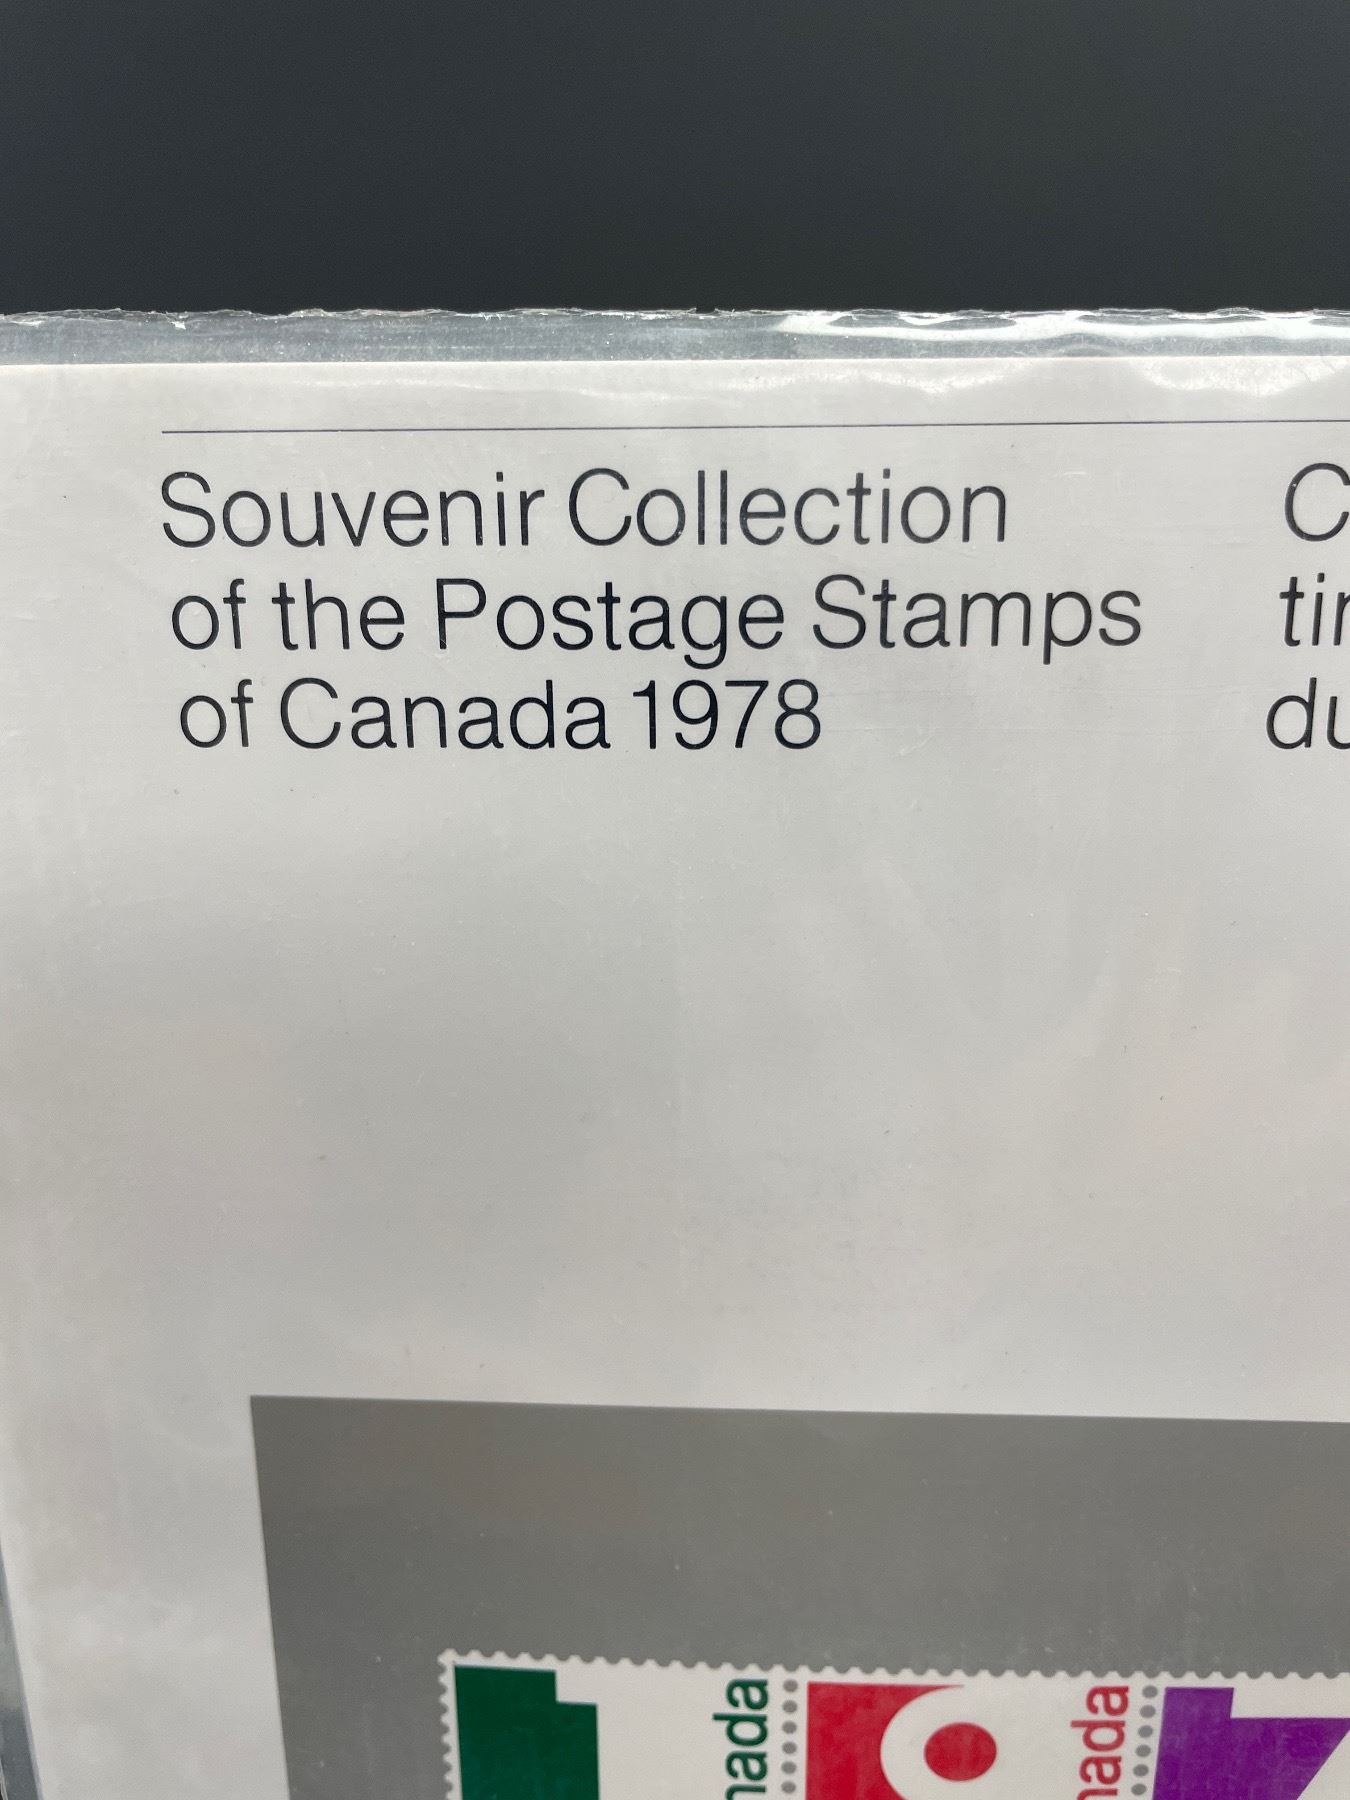 Souvenir Collection
of the Postage Stamps
of Canada 1978